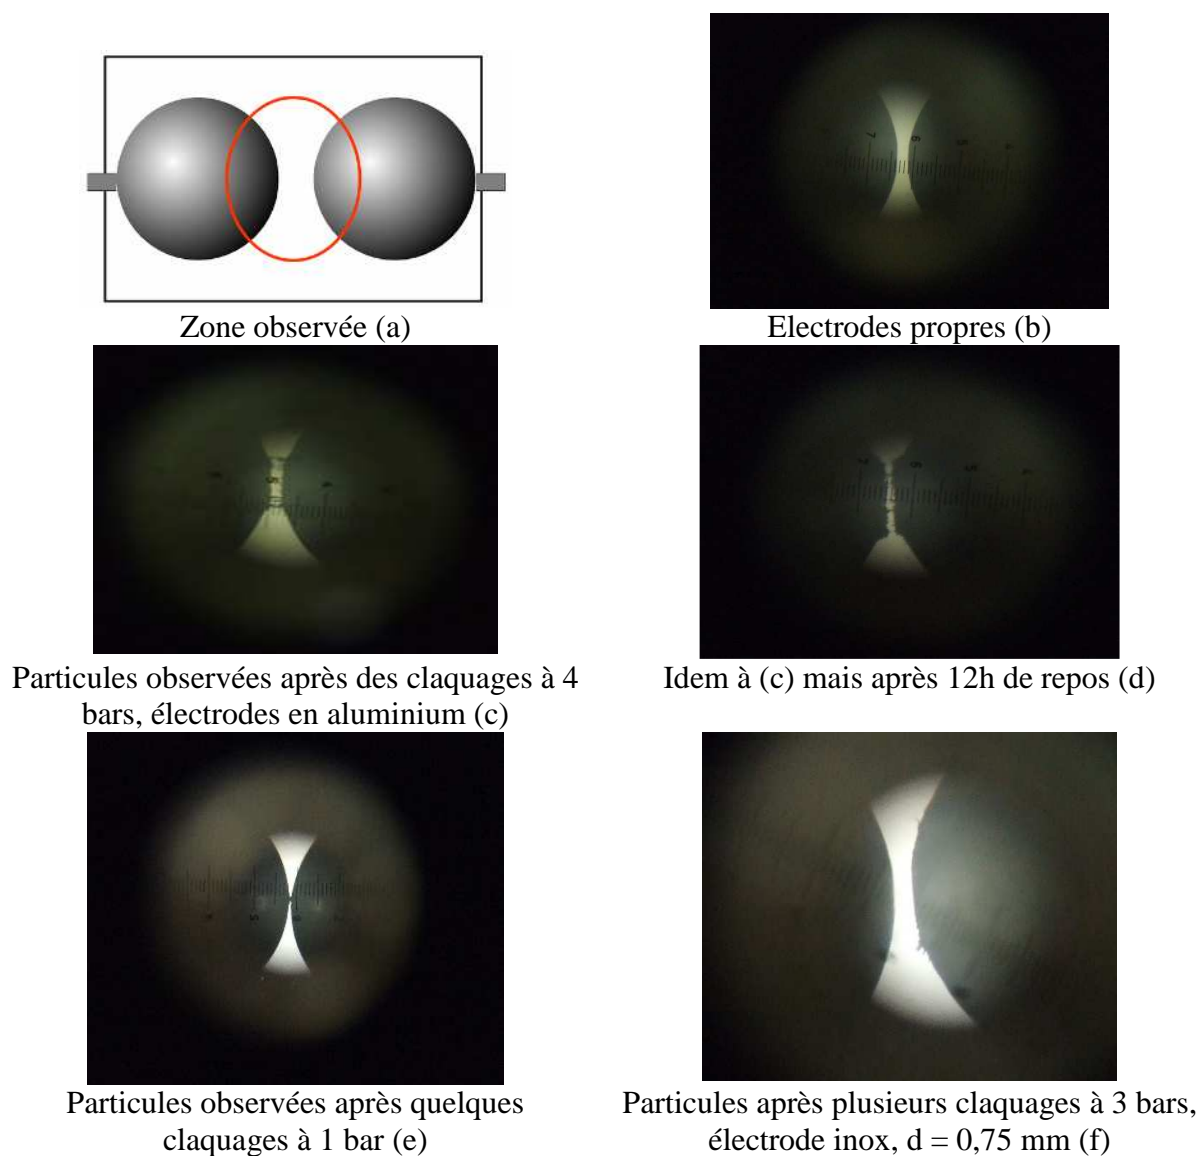 Zone observée (a)
Electrodes propres (b)
Particules observées après des claquages à 4
bars, électrodes en aluminium (c)
Idem à (c) mais après 12h de repos (d)
Particules observées après quelques
claquages à 1 bar (e)
Particules après plusieurs claquages à 3 bars,
électrode inox, d = 0,75 mm (f)